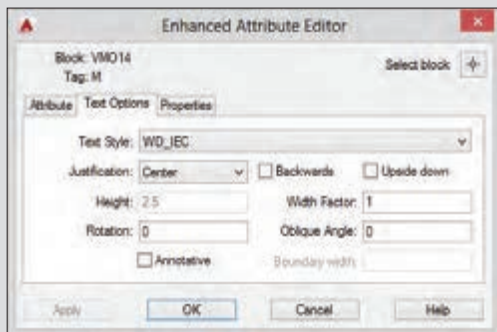 Enhanced Attribute Editor
Block: VMO14
Tag: M
Select block
Attribute Text Options Properties
Text Style: WD_IEC
Justification: Center Backwards Upside down
Height: 2.5 Width Factor: 1
Rotation: 0 Oblique Angle: 0
Annotative Boundary width:
Apply OK Cancel Help